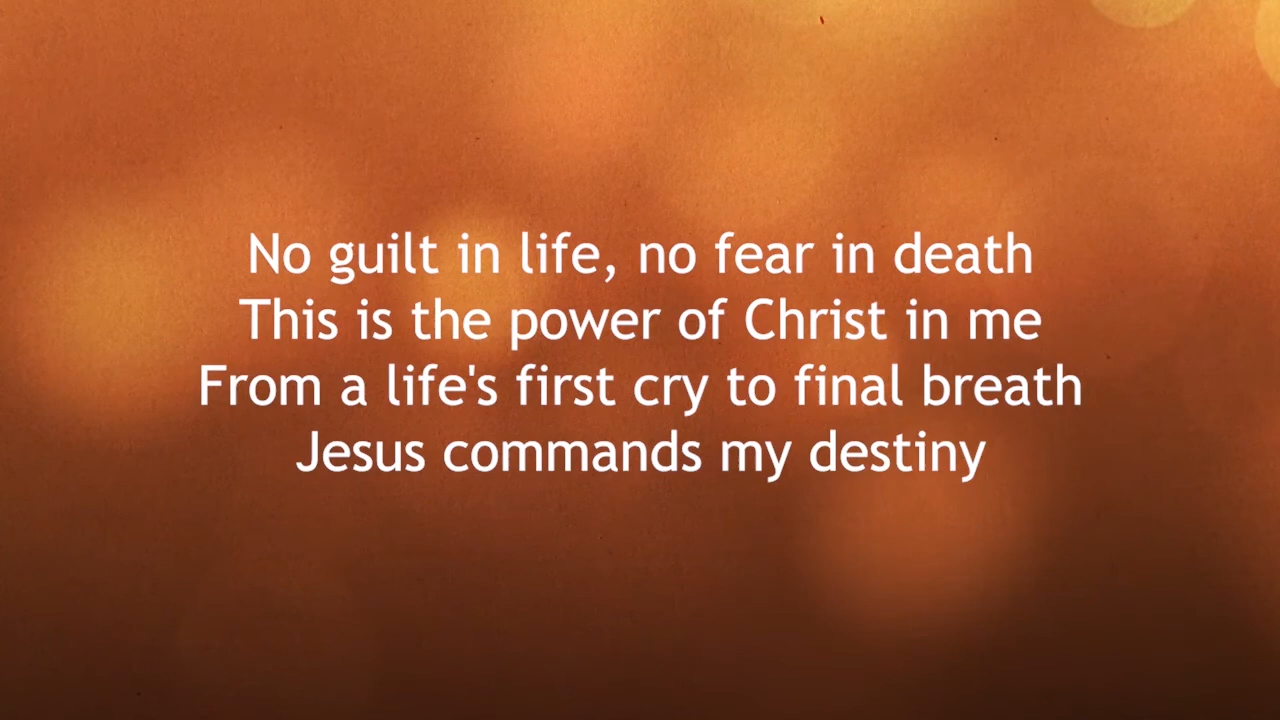 No guilt in life, no fear in death
This is the power of Christ in me
From a life's first cry to final breath
Jesus commands my destiny